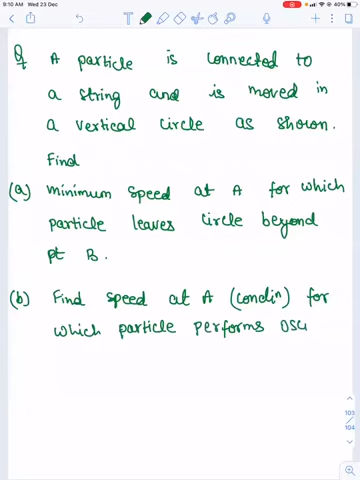 9:10 AM Wed 23 Dec
Q A particle is connected to
a string and is moved in
a vertical circle as shown.
Find
(a) minimum speed at A for which
particle leaves circle beyond
pt B.
(b) Find speed at A (condiⁿ) for
which particle performs OSC
103
104